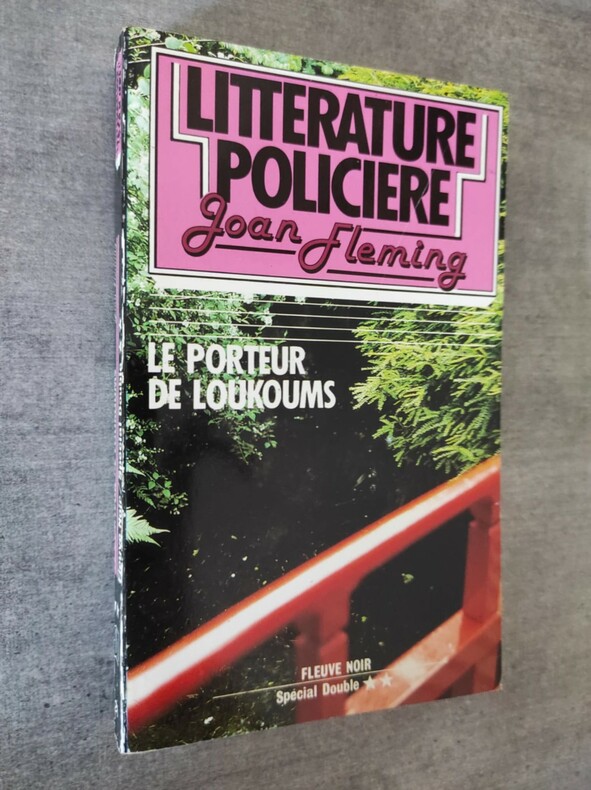 LITTERATURE
POLICIERE
Joan Fleming
LE PORTEUR
DE LOUKOUMS
FLEUVE NOIR
Spécial Double ★★